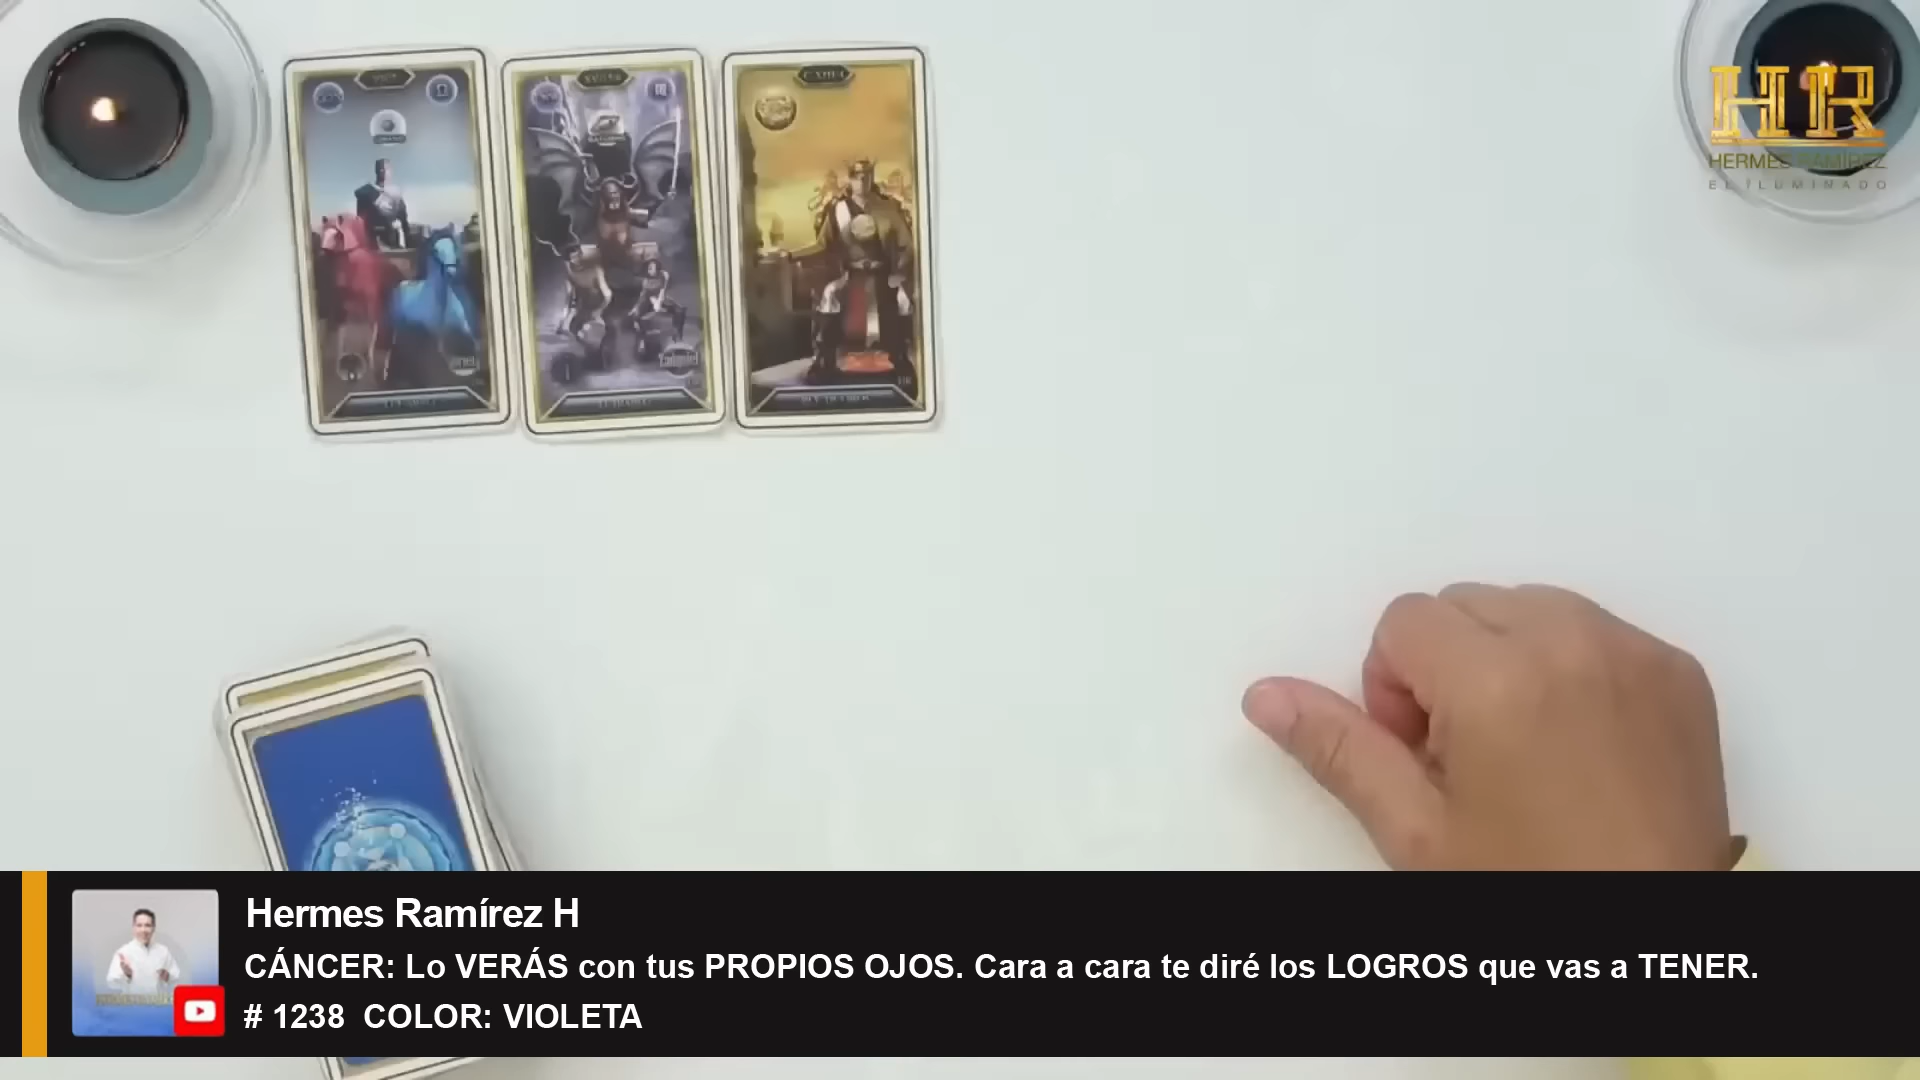 HR
HERMES RAMÍREZ
EL ILUMINADO
Hermes Ramírez H
CÁNCER: Lo VERÁS con tus PROPIOS OJOS. Cara a cara te diré los LOGROS que vas a TENER.
# 1238 COLOR: VIOLETA